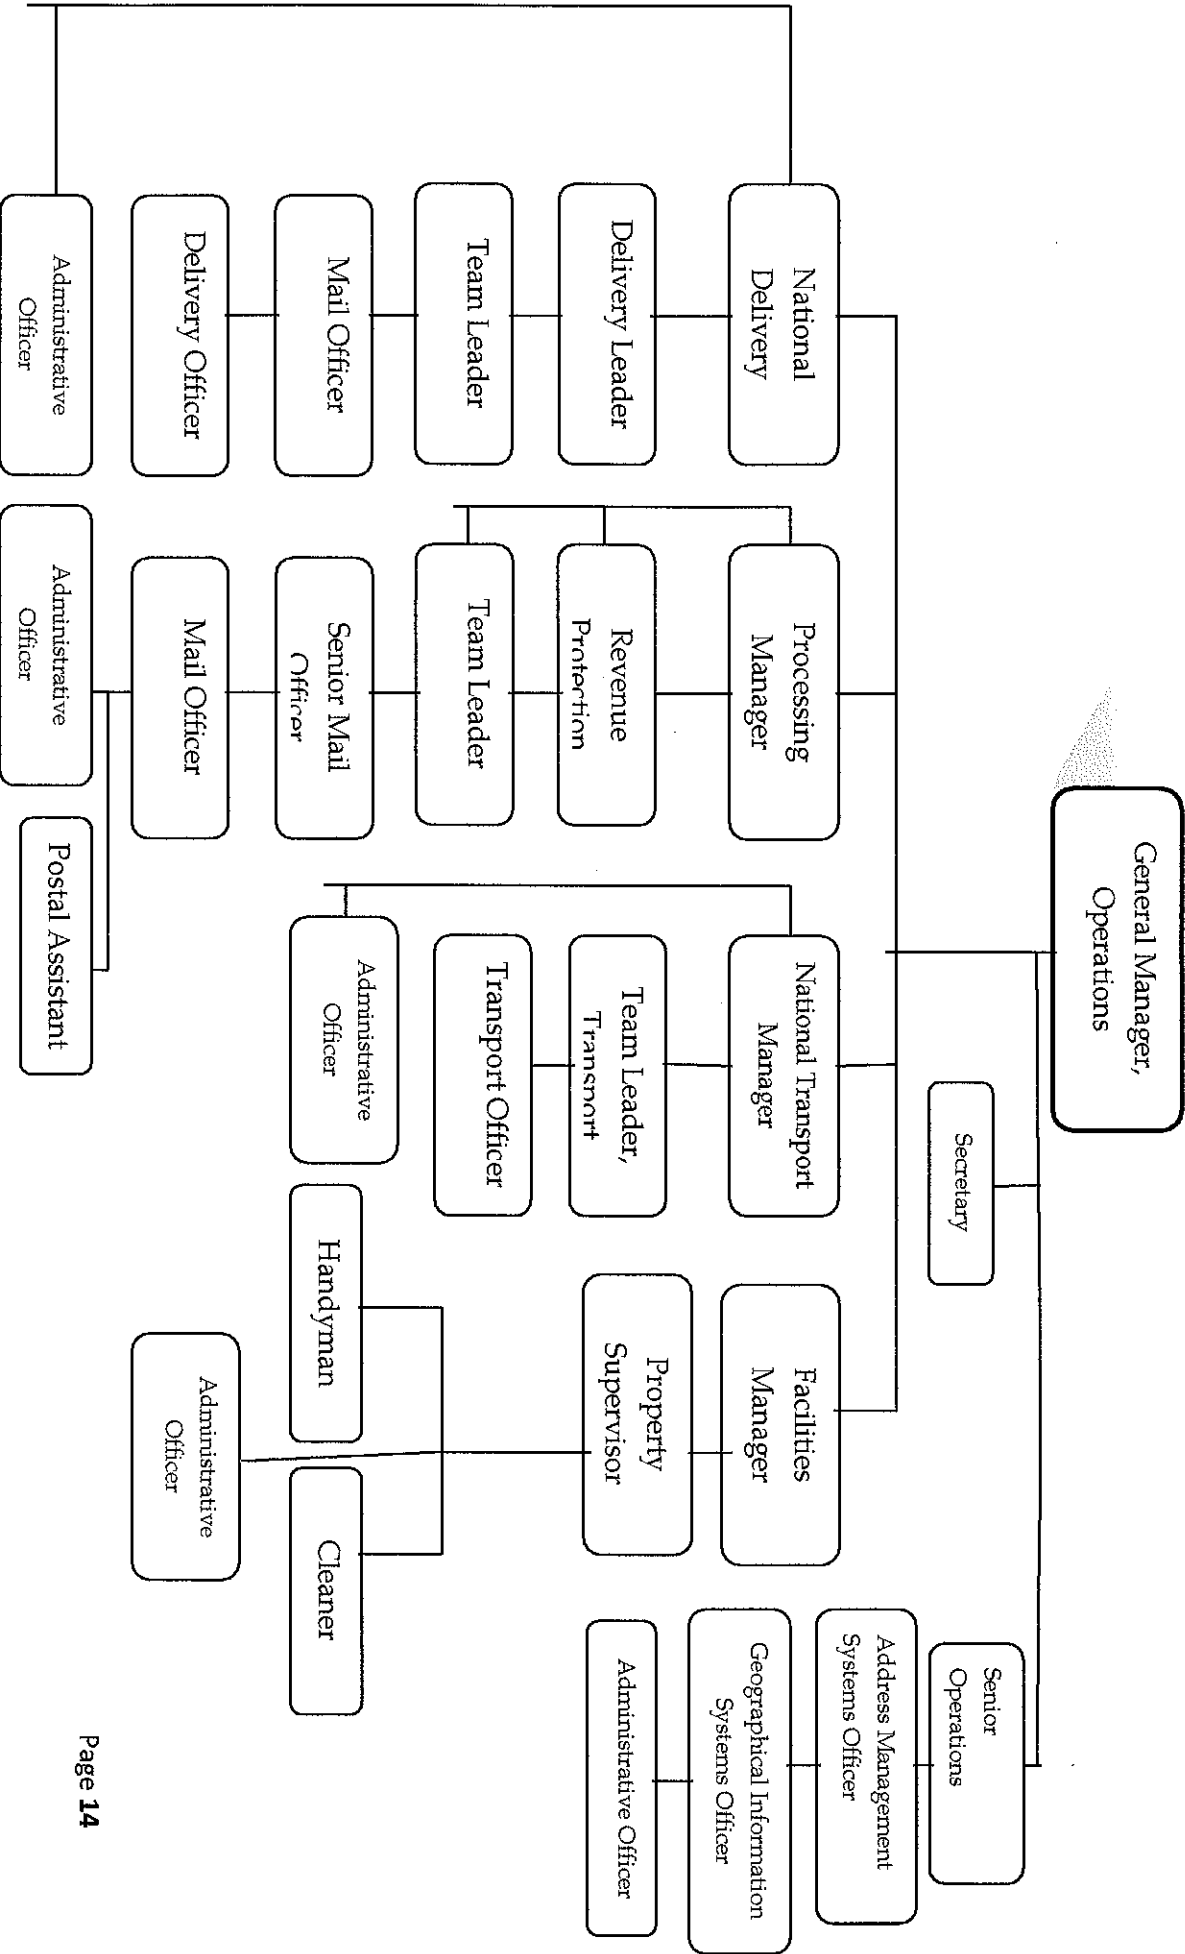 General Manager,
Operations
Secretary
Senior
Operations
National
Delivery
Processing
Manager
National Transport
Manager
Facilities
Manager
Address Management
Systems Officer
Delivery Leader
Revenue
Protection
Team Leader,
Transport
Property
Supervisor
Geographical Information
Systems Officer
Team Leader
Team Leader
Transport Officer
Administrative Officer
Mail Officer
Senior Mail
Officer
Administrative
Officer
Handyman
Cleaner
Delivery Officer
Mail Officer
Administrative
Officer
Administrative
Officer
Administrative
Officer
Postal Assistant
Page 14